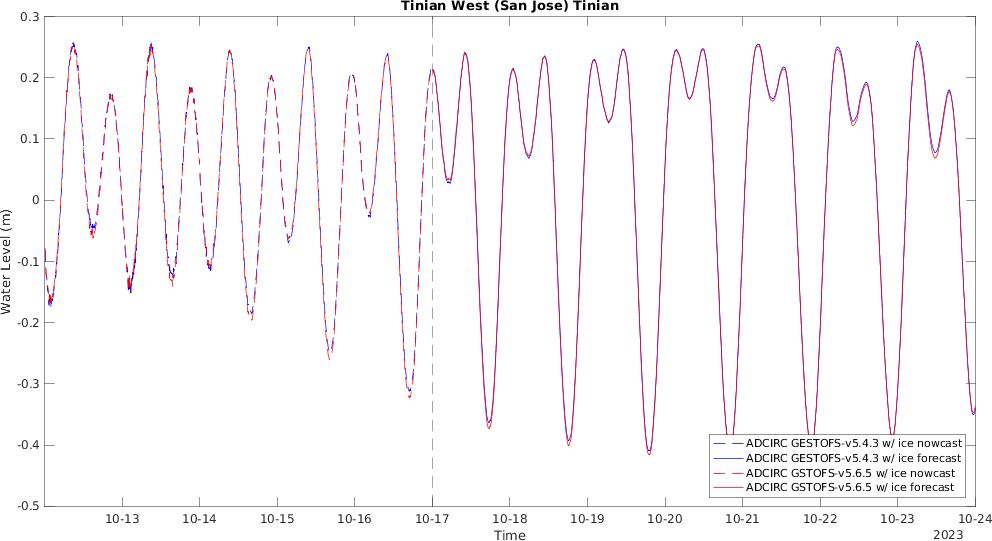 Tinian West (San Jose) Tinian
0.3
0.2
0.1
0
-0.1
-0.2
-0.3
-0.4
-0.5
Water Level (m)
ADCIRC GESTOFS-v5.4.3 w/ ice nowcast
ADCIRC GESTOFS-v5.4.3 w/ ice forecast
ADCIRC GSTOFS-v5.6.5 w/ ice nowcast
ADCIRC GSTOFS-v5.6.5 w/ ice forecast
10-13 10-14 10-15 10-16 10-17 10-18 10-19 10-20 10-21 10-22 10-23 10-24
Time
2023